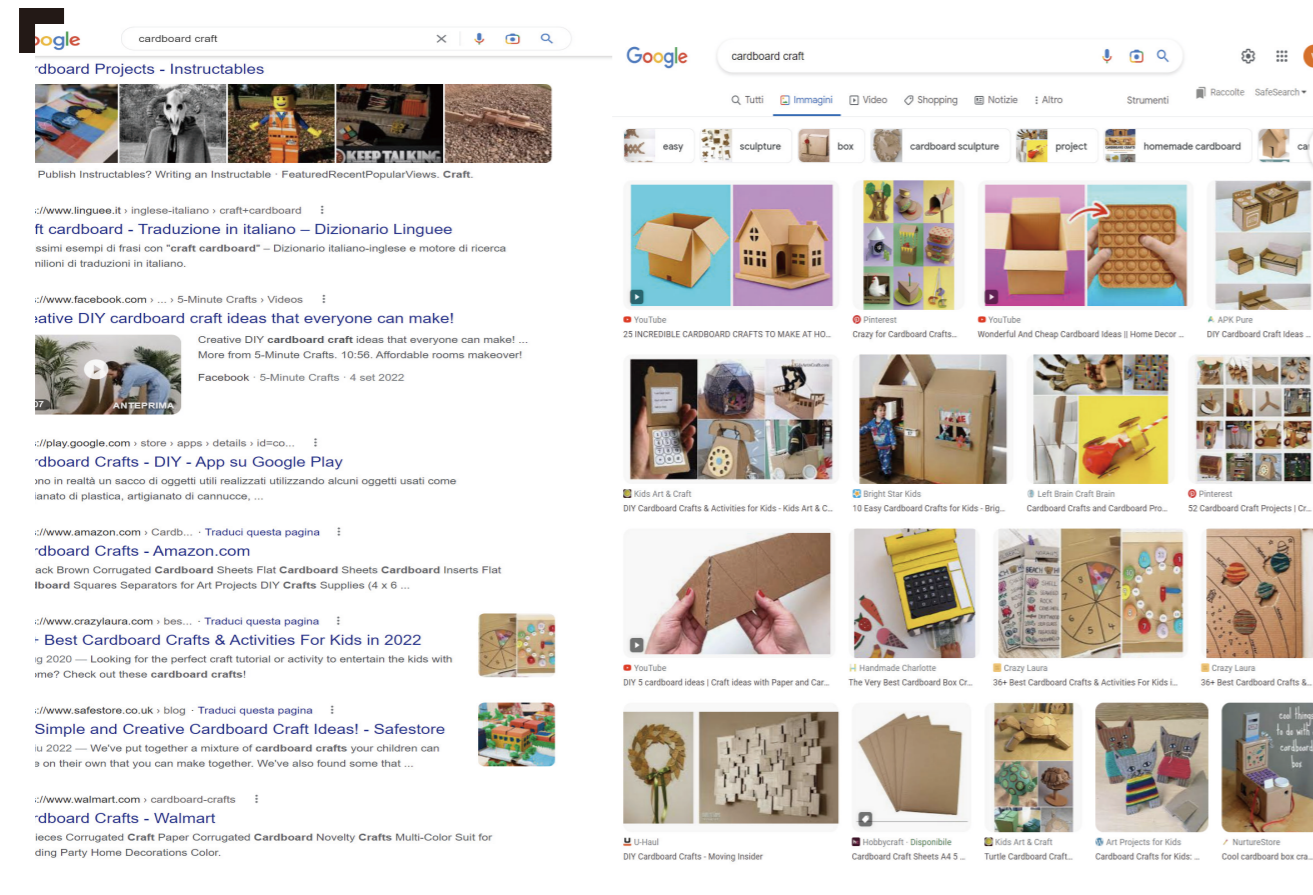 oogle
cardboard craft
rdboard Projects - Instructables
KEEP TALKING
Publish Instructables? Writing an Instructable · FeaturedRecentPopularViews. Craft.
://www.linguee.it › inglese-italiano › craft+cardboard
ft cardboard - Traduzione in italiano – Dizionario Linguee
ssimi esempi di frasi con "craft cardboard" – Dizionario italiano-inglese e motore di ricerca
milioni di traduzioni in italiano.
://www.facebook.com › ... › 5-Minute Crafts › Videos
eative DIY cardboard craft ideas that everyone can make!
Creative DIY cardboard craft ideas that everyone can make! ...
More from 5-Minute Crafts. 10:56. Affordable rooms makeover!
Facebook · 5-Minute Crafts · 4 set 2022
07 ANTEPRIMA
://play.google.com › store › apps › details › id=co...
rdboard Crafts - DIY - App su Google Play
ono in realtà un sacco di oggetti utili realizzati utilizzando alcuni oggetti usati come
ianato di plastica, artigianato di cannucce, ...
://www.amazon.com › Cardb... · Traduci questa pagina
rdboard Crafts - Amazon.com
ack Brown Corrugated Cardboard Sheets Flat Cardboard Sheets Cardboard Inserts Flat
dboard Squares Separators for Art Projects DIY Crafts Supplies (4 x 6 ...
://www.crazylaura.com › bes... · Traduci questa pagina
+ Best Cardboard Crafts & Activities For Kids in 2022
g 2020 — Looking for the perfect craft tutorial or activity to entertain the kids with
ome? Check out these cardboard crafts!
://www.safestore.co.uk › blog · Traduci questa pagina
Simple and Creative Cardboard Craft Ideas! - Safestore
u 2022 — We've put together a mixture of cardboard crafts your children can
e on their own that you can make together. We've also found some that ...
://www.walmart.com › cardboard-crafts
rdboard Crafts - Walmart
ieces Corrugated Craft Paper Corrugated Cardboard Novelty Crafts Multi-Color Suit for
ding Party Home Decorations Color.
Google
cardboard craft
Tutti Immagini Video Shopping Notizie Altro Strumenti Raccolte SafeSearch
easy sculpture box cardboard sculpture project homemade cardboard ca
YouTube Pinterest YouTube APK Pure
25 INCREDIBLE CARDBOARD CRAFTS TO MAKE AT HO... Crazy for Cardboard Crafts... Wonderful And Cheap Cardboard Ideas || Home Decor ... DIY Cardboard Craft Ideas ...
Kids Art & Craft Bright Star Kids Left Brain Craft Brain Pinterest
DIY Cardboard Crafts & Activities for Kids - Kids Art & C... 10 Easy Cardboard Crafts for Kids - Brig... Cardboard Crafts and Cardboard Pro... 52 Cardboard Craft Projects | Cr...
YouTube Handmade Charlotte Crazy Laura Crazy Laura
DIY 5 cardboard ideas | Craft ideas with Paper and Car... The Very Best Cardboard Box Cr... 36+ Best Cardboard Crafts & Activities For Kids i... 36+ Best Cardboard Crafts &...
cool things
to do with
cardboard
box
U-Haul Hobbycraft · Disponibile Kids Art & Craft Art Projects for Kids NurtureStore
DIY Cardboard Crafts - Moving Insider Cardboard Craft Sheets A4 5 ... Turtle Cardboard Craft... Cardboard Crafts for Kids: ... Cool cardboard box cra...